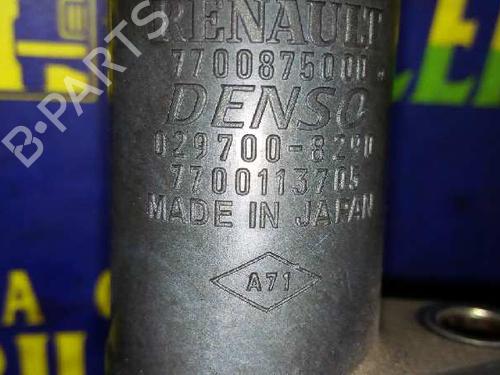 RENAULT
7700875000
DENSO
029700-8290
7700113705
MADE IN JAPAN
A71
B-Parts